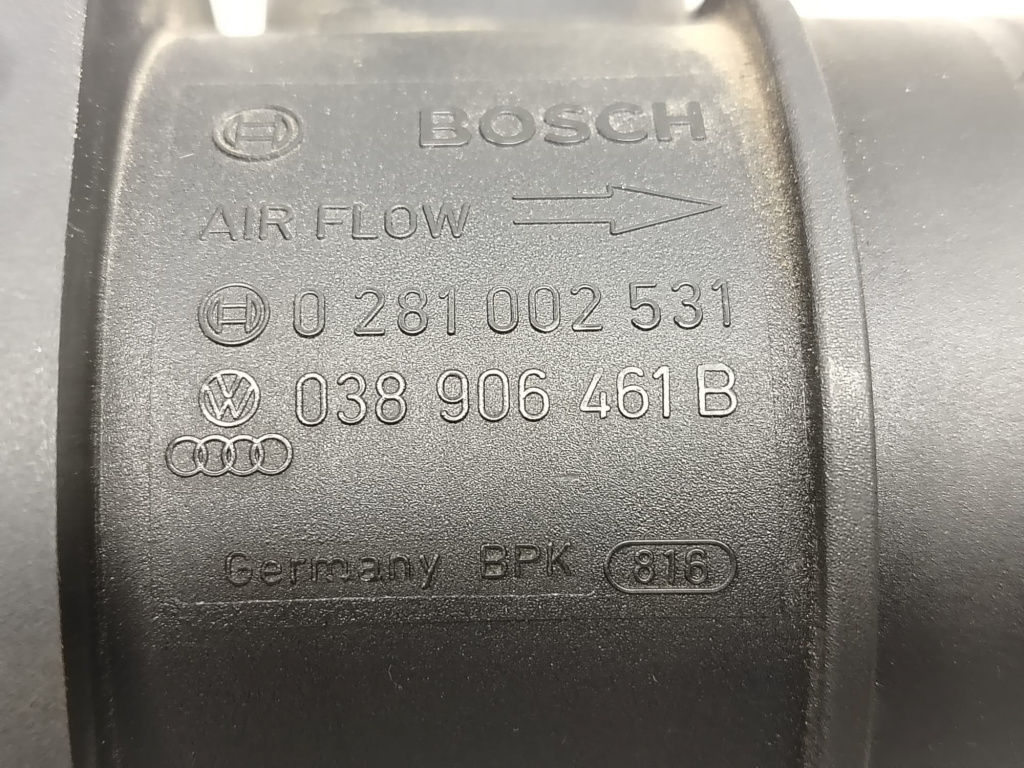 BOSCH
AIR FLOW
0 281 002 531
038 906 461 B
Germany BPK 816